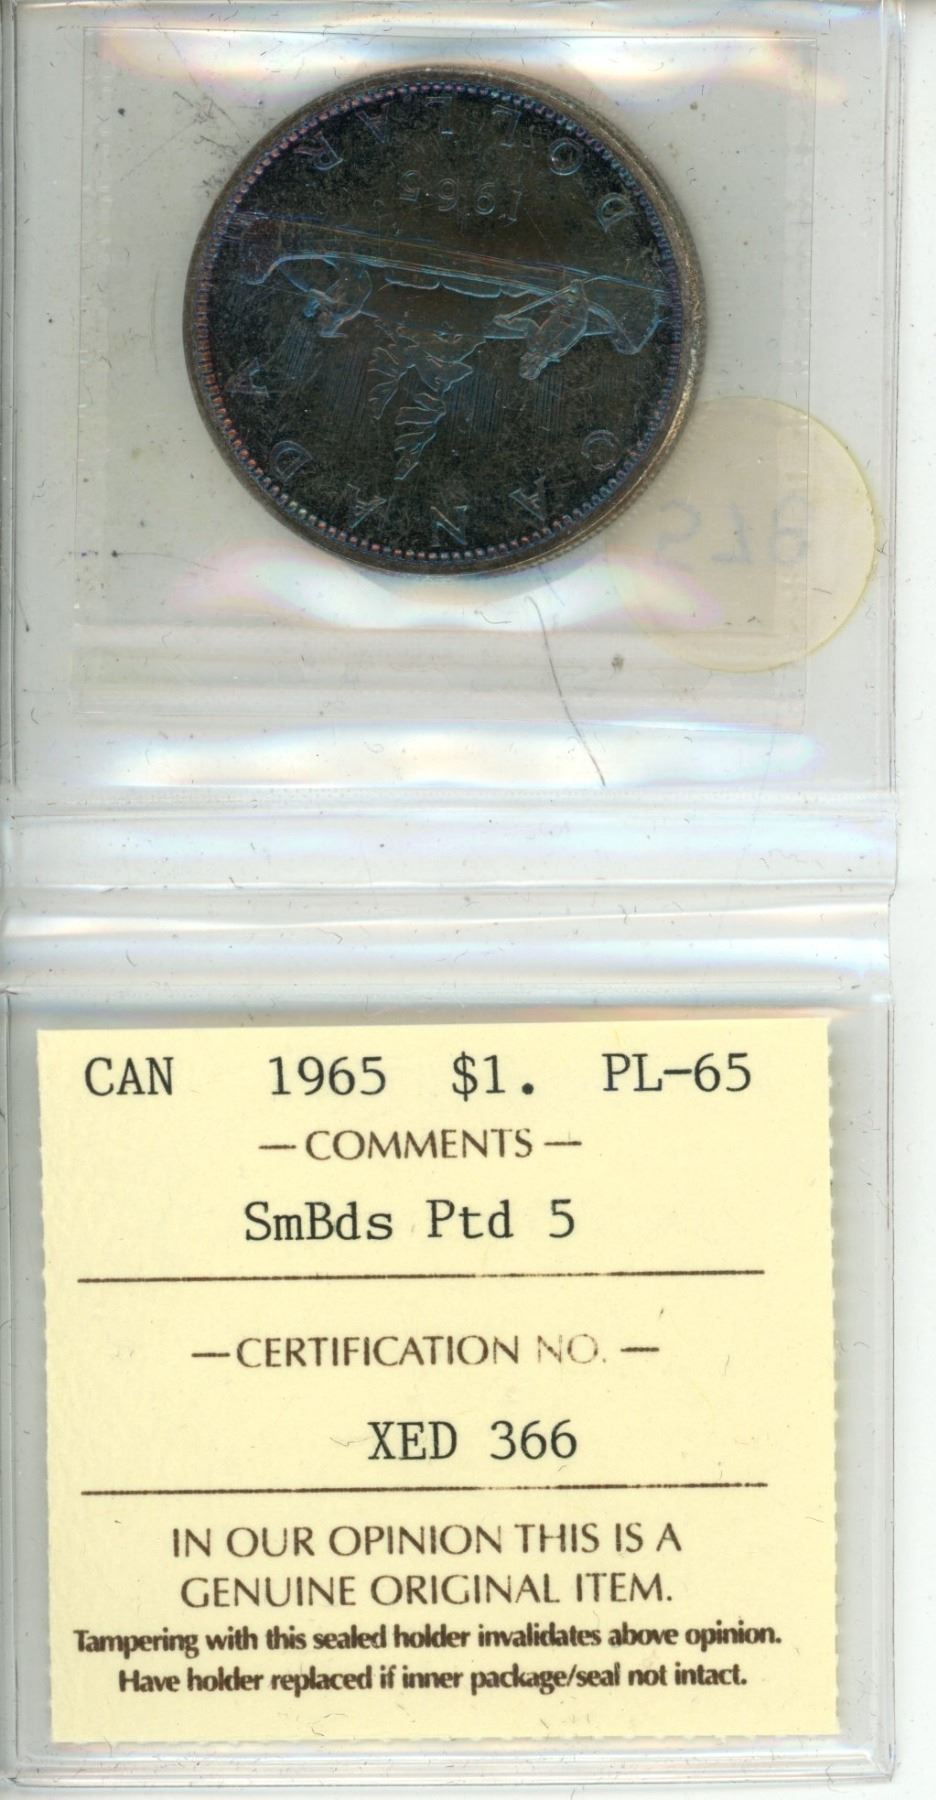 CANADA
1965
DOLLAR
CAN 1965 $1. PL-65
— COMMENTS —
SmBds Ptd 5
— CERTIFICATION NO. —
XED 366
IN OUR OPINION THIS IS A
GENUINE ORIGINAL ITEM.
Tampering with this sealed holder invalidates above opinion.
Have holder replaced if inner package/seal not intact.